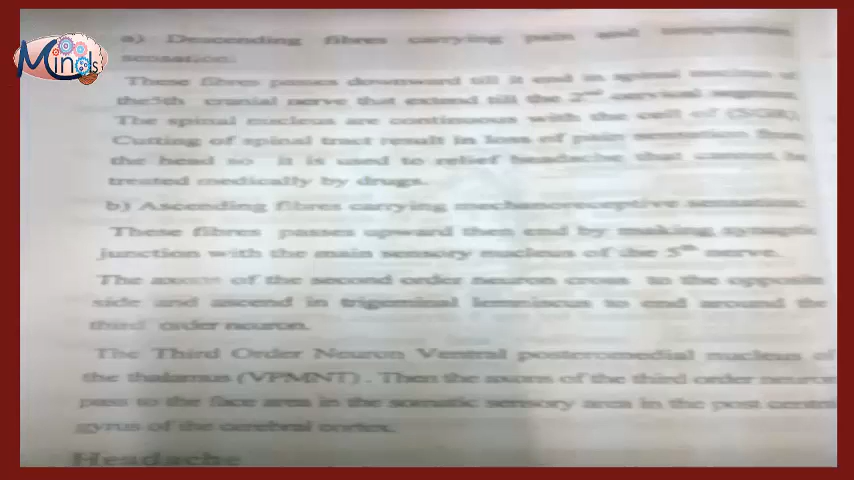 Minds
a) Descending fibres carrying pain and temperature
sensation:
These fibres passes downward till it end in spinal nucleus of
the 5th cranial nerve that extend till the 2nd cervical segment
The spinal nucleus are continuous with the cell of (SGR).
Cutting of spinal tract result in loss of pain sensation from
the head so it is used to relief headache that cannot be
treated medically by drugs.
b) Ascending fibres carrying mechanoreceptive sensation:
These fibres passes upward then end by making synaptic
junction with the main sensory nucleus of the 5th nerve.
The axons of the second order neuron cross to the opposite
side and ascend in trigeminal lemniscus to end around the
third order neuron.
The Third Order Neuron Ventral posteromedial nucleus of
the thalamus (VPMNT). Then the axons of the third order neuron
pass to the face area in the somatic sensory area in the post centr
gyrus of the cerebral cortex.
Headache